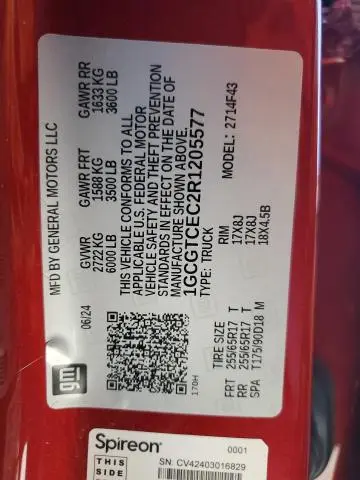 MFD BY GENERAL MOTORS LLC
06/24
GVWR GAWR FRT GAWR RR
2722 KG 1588 KG 1633 KG
6000 LB 3500 LB 3600 LB
THIS VEHICLE CONFORMS TO ALL
APPLICABLE U.S. FEDERAL MOTOR
VEHICLE SAFETY AND THEFT PREVENTION
STANDARDS IN EFFECT ON THE DATE OF
MANUFACTURE SHOWN ABOVE.
1GCGTCEC2R1205577
TYPE: TRUCK MODEL: 2714F43
gm
170H
TIRE SIZE RIM
FRT 255/65R17 T 17X8J
RR 255/65R17 T 17X8J
SPA T175/90D18 M 18X4.5B
Spireon® 0001
THIS
SIDE
SN: CV42403016829